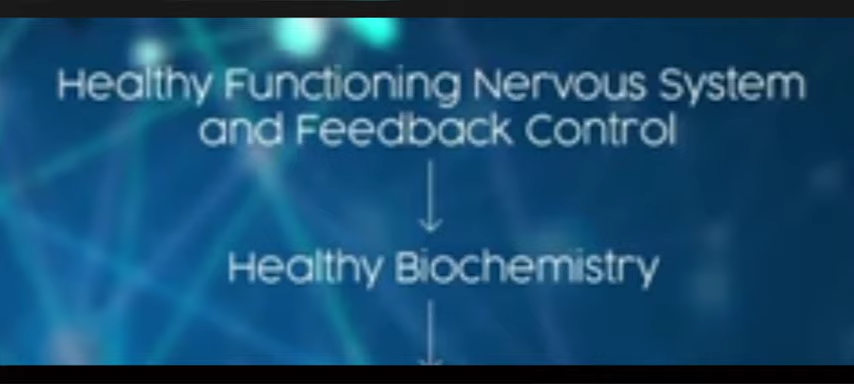 Healthy Functioning Nervous System
and Feedback Control
Healthy Biochemistry